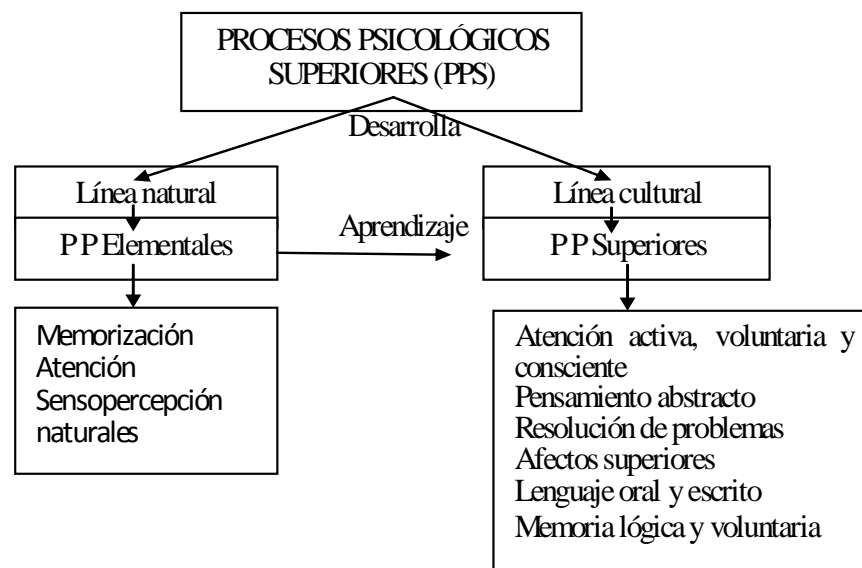 PROCESOS PSICOLÓGICOS
SUPERIORES (PPS)
Desarrolla
Línea natural
Línea cultural
P P Elementales
Aprendizaje
P P Superiores
Memorización
Atención
Sensopercepción
naturales
Atención activa, voluntaria y
consciente
Pensamiento abstracto
Resolución de problemas
Afectos superiores
Lenguaje oral y escrito
Memoria lógica y voluntaria